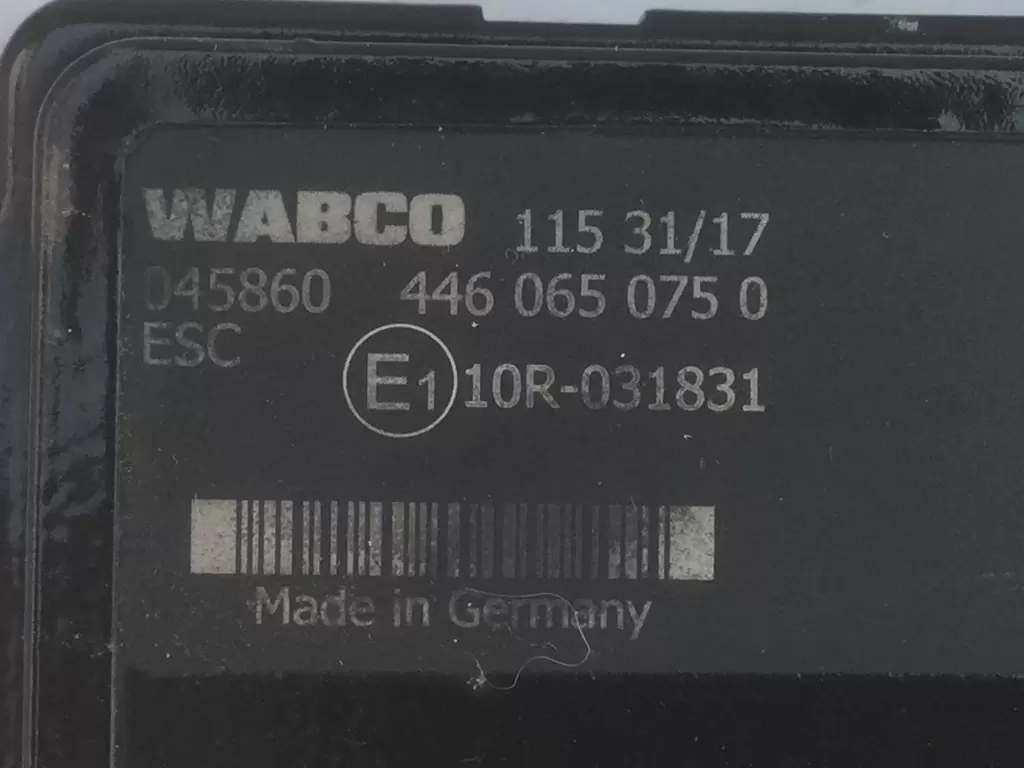 WABCO 115 31/17
045860 446 065 075 0
ESC
E1 10R-031831
Made in Germany